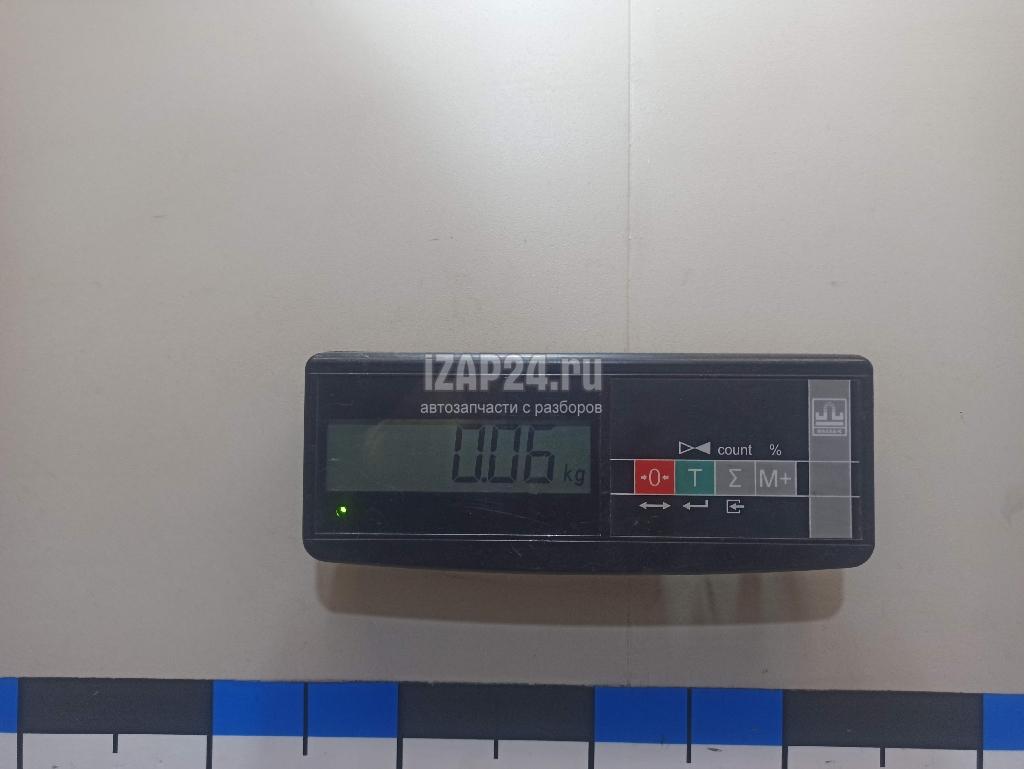 iZAP24.ru
автозапчасти с разборов
0.06 kg
count %
→0← T Σ M+